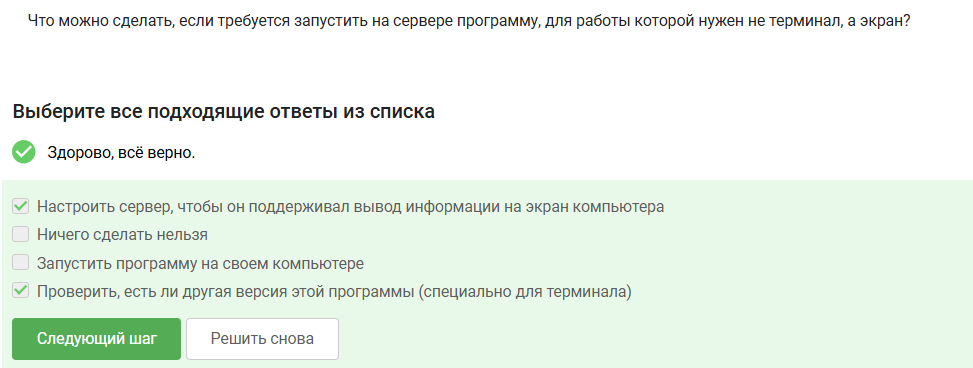 Что можно сделать, если требуется запустить на сервере программу, для работы которой нужен не терминал, а экран?
Выберите все подходящие ответы из списка
Здорово, всё верно.
Настроить сервер, чтобы он поддерживал вывод информации на экран компьютера
Ничего сделать нельзя
Запустить программу на своем компьютере
Проверить, есть ли другая версия этой программы (специально для терминала)
Следующий шаг
Решить снова